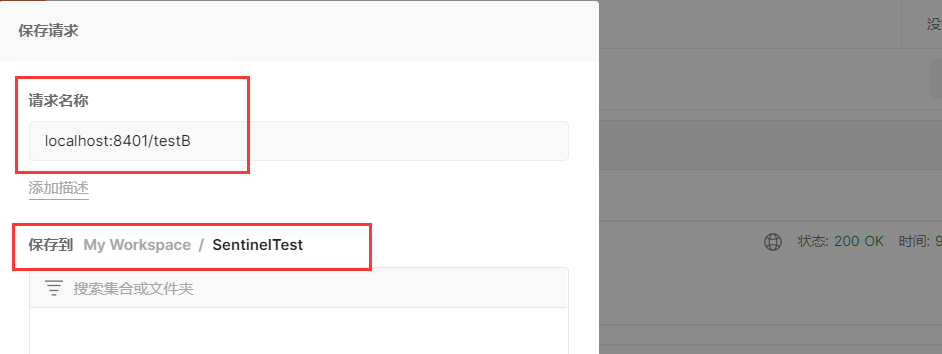 保存请求
没
请求名称
localhost:8401/testB
添加描述
保存到 My Workspace / SentinelTest
状态: 200 OK 时间: 9
搜索集合或文件夹